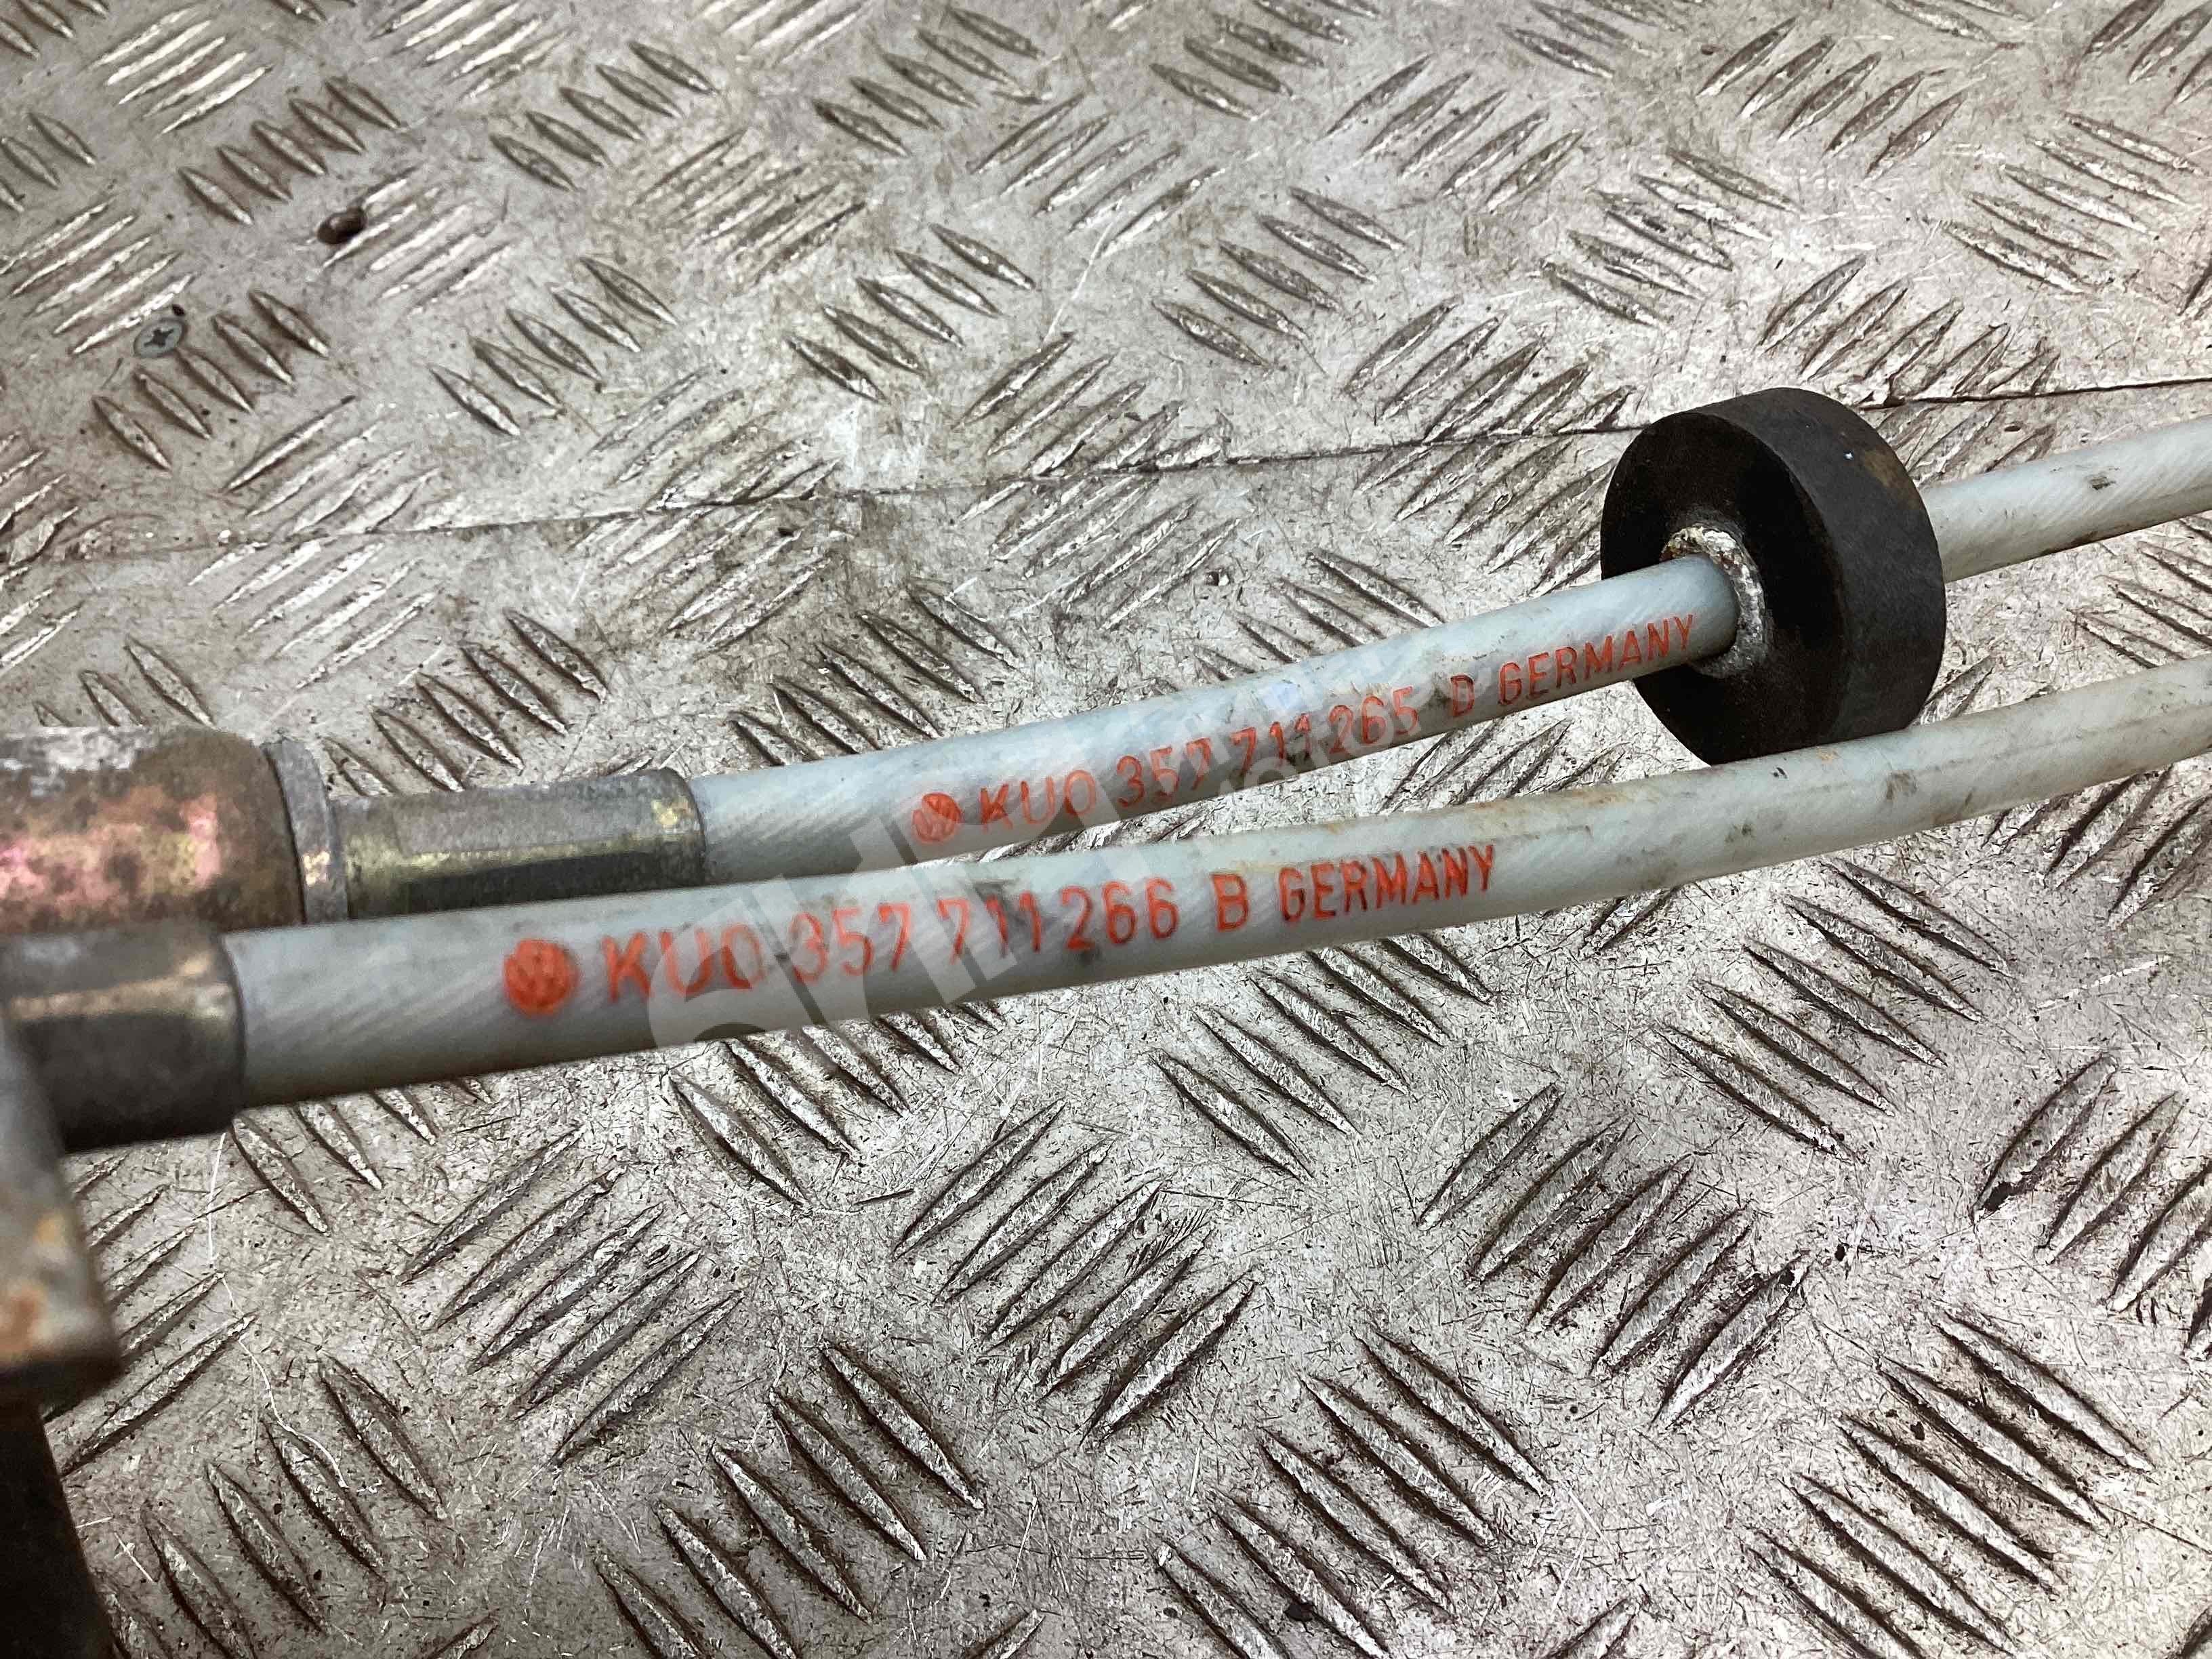 KUO 357 711 265 D GERMANY
KUO 357 711 266 B GERMANY